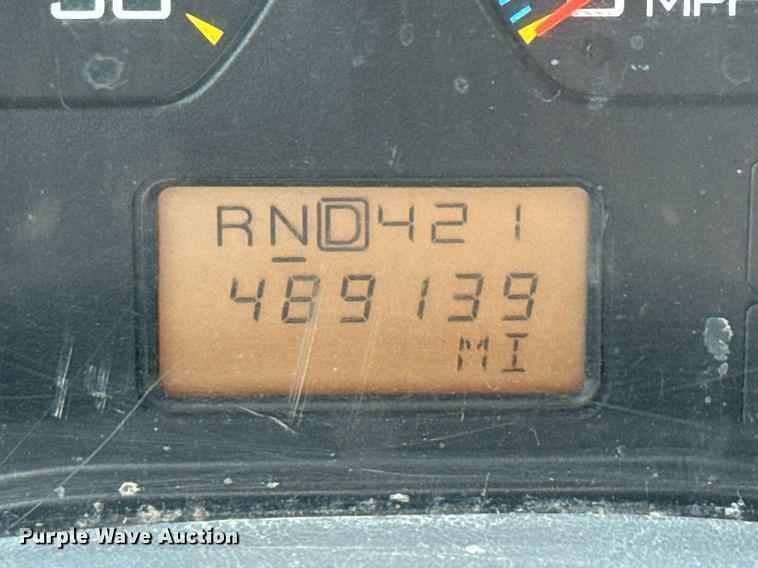 MPH
RND421
489139
MI
Purple Wave Auction